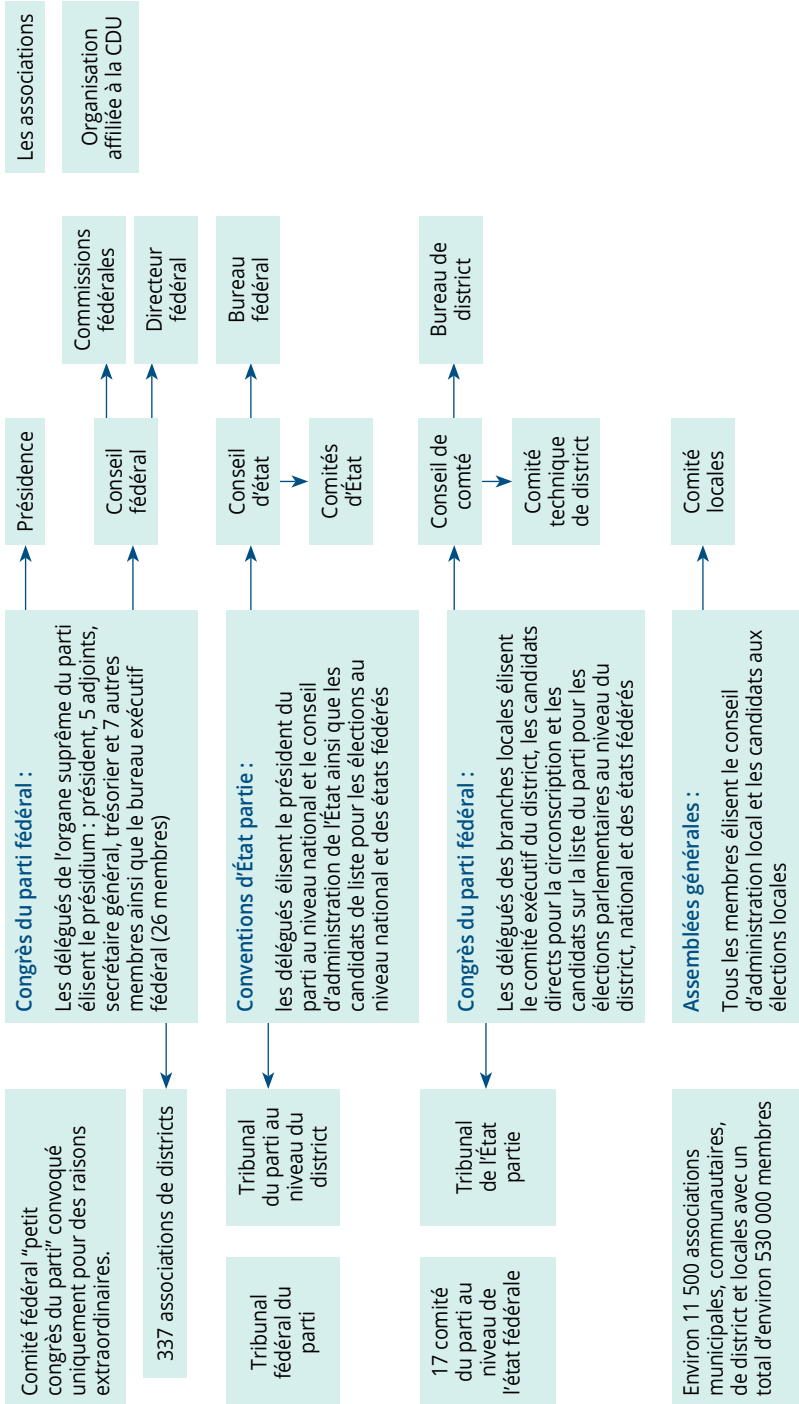 Comité fédéral “petit
congrès du parti” convoqué
uniquement pour des raisons
extraordinaires.
337 associations de districts
Congrès du parti fédéral :
Les délégués de l’organe suprême du parti
élisent le présidium : président, 5 adjoints,
secrétaire général, trésorier et 7 autres
membres ainsi que le bureau exécutif
fédéral (26 membres)
Présidence
Conseil
fédéral
Commissions
fédérales
Directeur
fédéral
Les associations
Organisation
affiliée à la CDU
Tribunal
fédéral du
parti
Tribunal
du parti au
niveau du
district
Conventions d’État partie :
les délégués élisent le président du
parti au niveau national et le conseil
d’administration de l’État ainsi que les
candidats de liste pour les élections au
niveau national et des états fédérés
Conseil
d’état
Comités
d’État
Bureau
fédéral
17 comité
du parti au
niveau de
l’état fédérale
Tribunal
de l’État
partie
Congrès du parti fédéral :
Les délégués des branches locales élisent
le comité exécutif du district, les candidats
directs pour la circonscription et les
candidats sur la liste du parti pour les
élections parlementaires au niveau du
district, national et des états fédérés
Conseil de
comté
Comité
technique
de district
Bureau de
district
Environ 11 500 associations
municipales, communautaires,
de district et locales avec un
total d’environ 530 000 membres
Assemblées générales :
Tous les membres élisent le conseil
d’administration local et les candidats aux
élections locales
Comité
locales